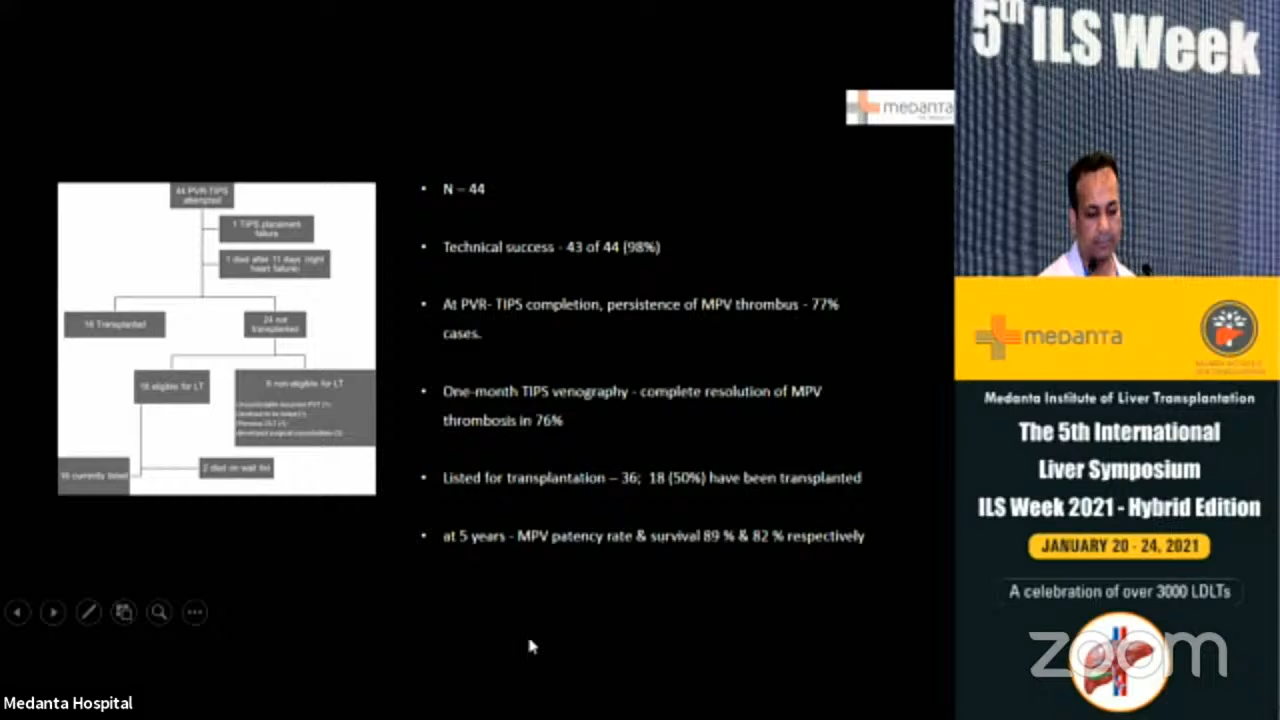 5th ILS Week
medanta
44 PVR-TIPS
attempted
1 TIPS placement
failure
1 died after 11 days (right
heart failure)
Transplanted
24 not
transplanted
eligible for LT
non-eligible for LT
currently listed
2 died on wait list
• N – 44
• Technical success - 43 of 44 (98%)
• At PVR- TIPS completion, persistence of MPV thrombus - 77%
cases.
• One-month TIPS venography - complete resolution of MPV
thrombosis in 76%
• Listed for transplantation – 36; 18 (50%) have been transplanted
• at 5 years - MPV patency rate & survival 89 % & 82 % respectively
medanta
Medanta Institute of Liver Transplantation
The 5th International
Liver Symposium
ILS Week 2021 - Hybrid Edition
JANUARY 20 - 24, 2021
A celebration of over 3000 LDLTs
zoom
Medanta Hospital